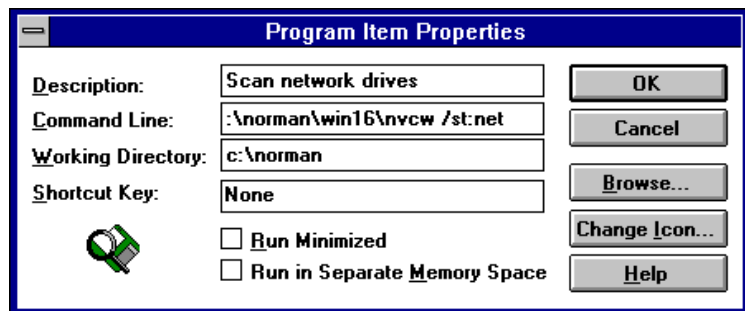 Program Item Properties
Description: Scan network drives
Command Line: :\norman\win16\nvcw /st:net
Working Directory: c:\norman
Shortcut Key: None
Run Minimized
Run in Separate Memory Space
OK
Cancel
Browse...
Change Icon...
Help